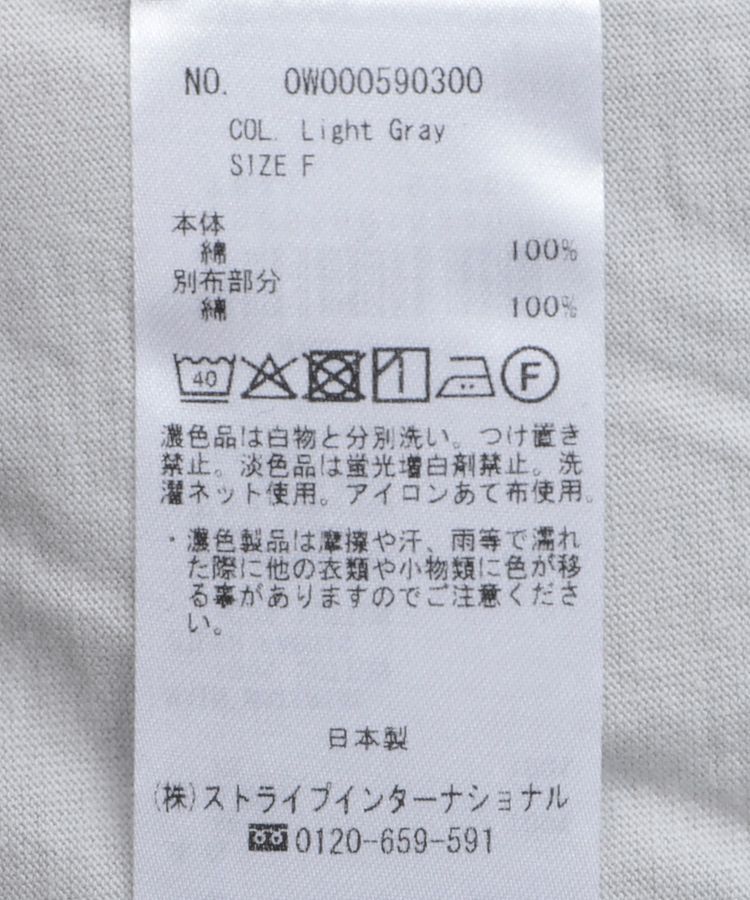 NO. 0W000590300
COL. Light Gray
SIZE F
本体
綿 100%
別布部分
綿 100%
40 F
濃色品は白物と分別洗い。つけ置き
禁止。淡色品は蛍光増白剤禁止。洗
濯ネット使用。アイロンあて布使用。
・濃色製品は摩擦や汗、雨等で濡れ
た際に他の衣類や小物類に色が移
る事がありますのでご注意くださ
い。
日本製
(株)ストライプインターナショナル
0120-659-591